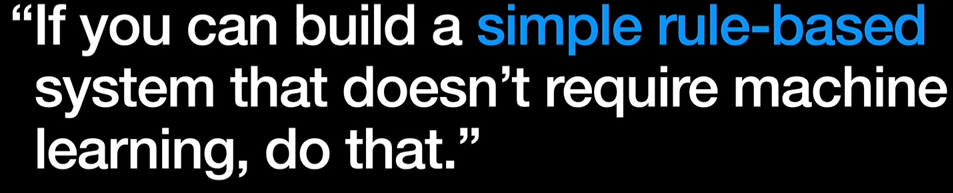 “If you can build a simple rule-based
system that doesn’t require machine
learning, do that.”